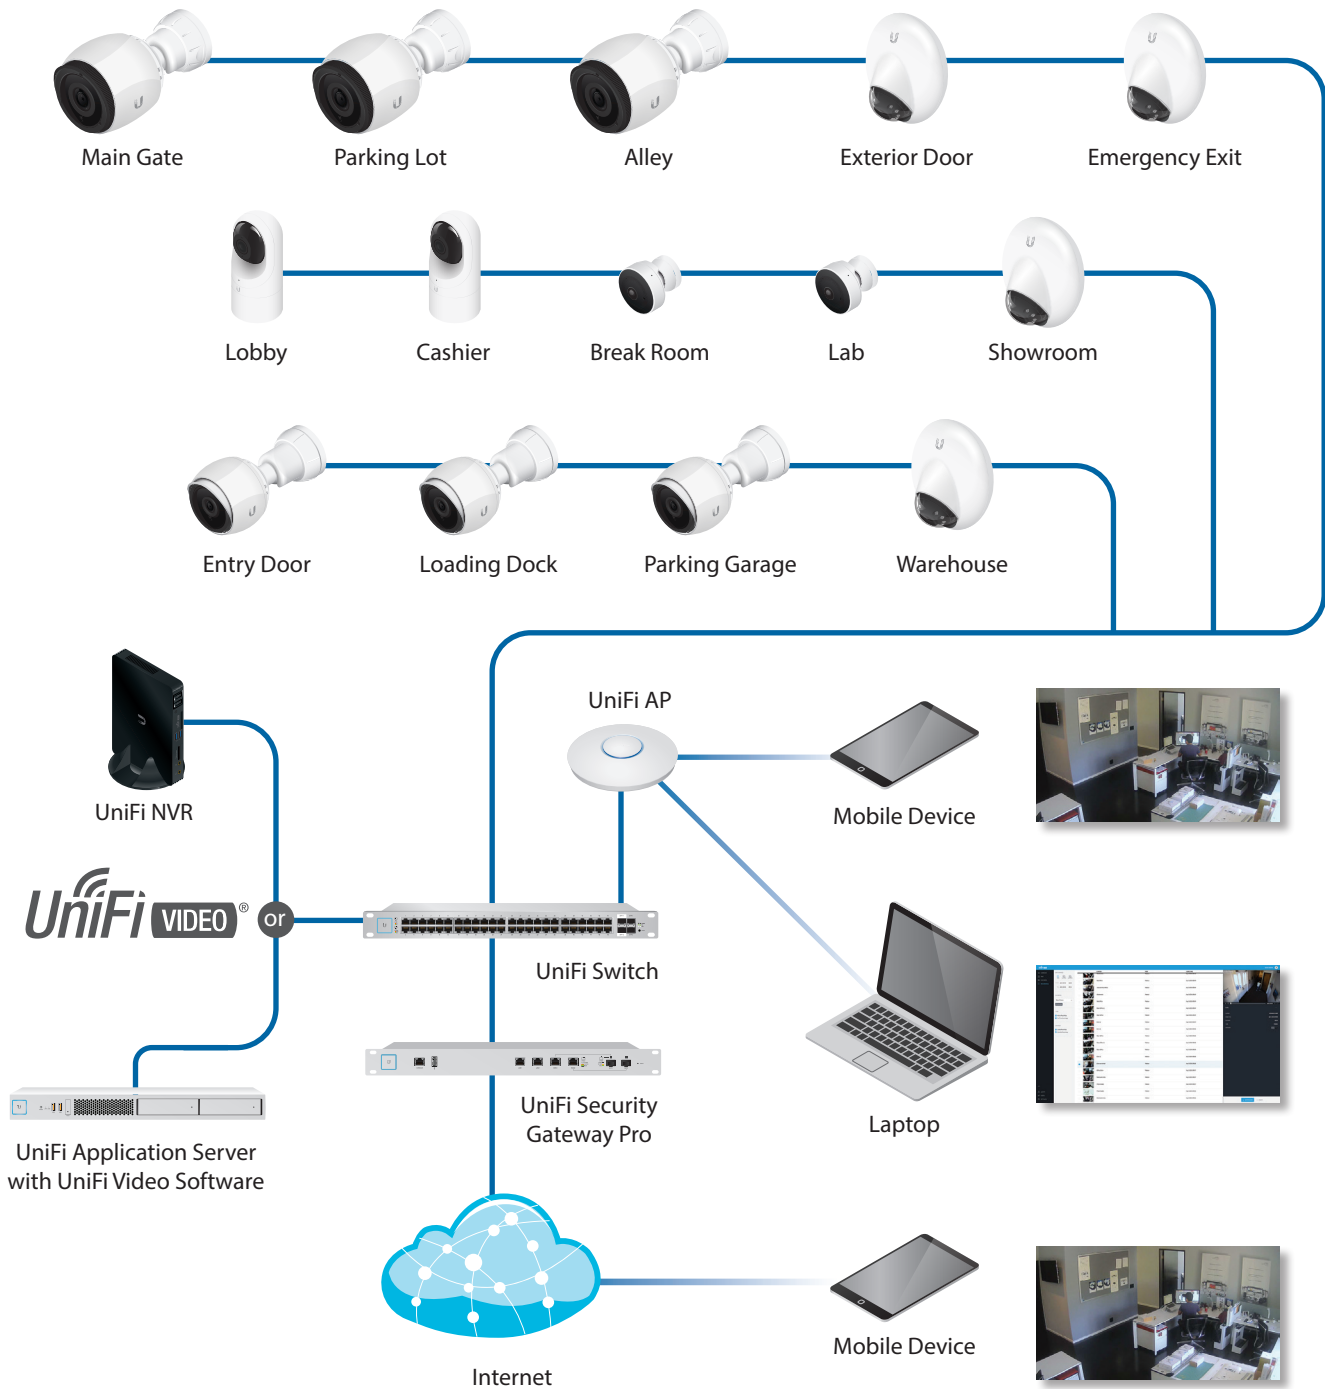 Main Gate
Parking Lot
Alley
Exterior Door
Emergency Exit
Lobby
Cashier
Break Room
Lab
Showroom
Entry Door
Loading Dock
Parking Garage
Warehouse
UniFi NVR
UniFi AP
Mobile Device
UniFi VIDEO®
or
UniFi Switch
UniFi Security
Gateway Pro
Laptop
UniFi Application Server
with UniFi Video Software
Internet
Mobile Device